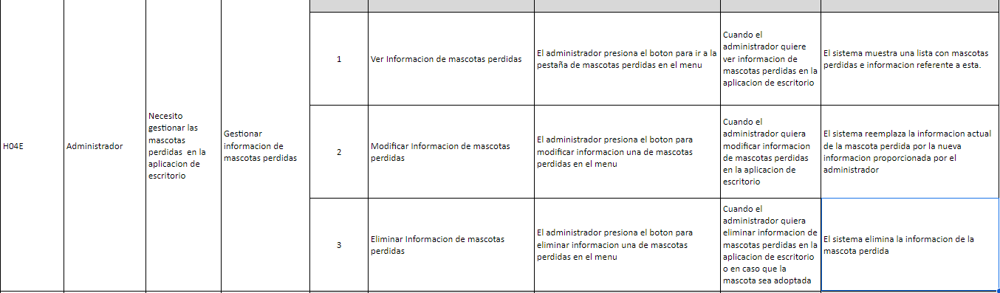 H04E
Administrador
Necesito
gestionar las
mascotas
perdidas en la
aplicacion de
escritorio
Gestionar
informacion de
mascotas perdidas
1
Ver Informacion de mascotas perdidas
El administrador presiona el boton para ir a la
pestaña de mascotas perdidas en el menu
Cuando el
administrador quiere
ver informacion de
mascotas perdidas en la
aplicacion de escritorio
El sistema muestra una lista con mascotas
perdidas e informacion referente a esta.
2
Modificar Informacion de mascotas
perdidas
El administrador presiona el boton para
modificar informacion una de mascotas
perdidas en el menu
Cuando el
administrador quiera
modificar informacion
de mascotas perdidas
en la aplicacion de
escritorio
El sistema reemplaza la informacion actual
de la mascota perdida por la nueva
informacion proporcionada por el
administrador
3
Eliminar Informacion de mascotas
perdidas
El administrador presiona el boton para
eliminar informacion una de mascotas
perdidas en el menu
Cuando el
administrador quiera
eliminar informacion de
mascotas perdidas en la
aplicacion de escritorio
o en caso que la
mascota sea adoptada
El sistema elimina la informacion de la
mascota perdida